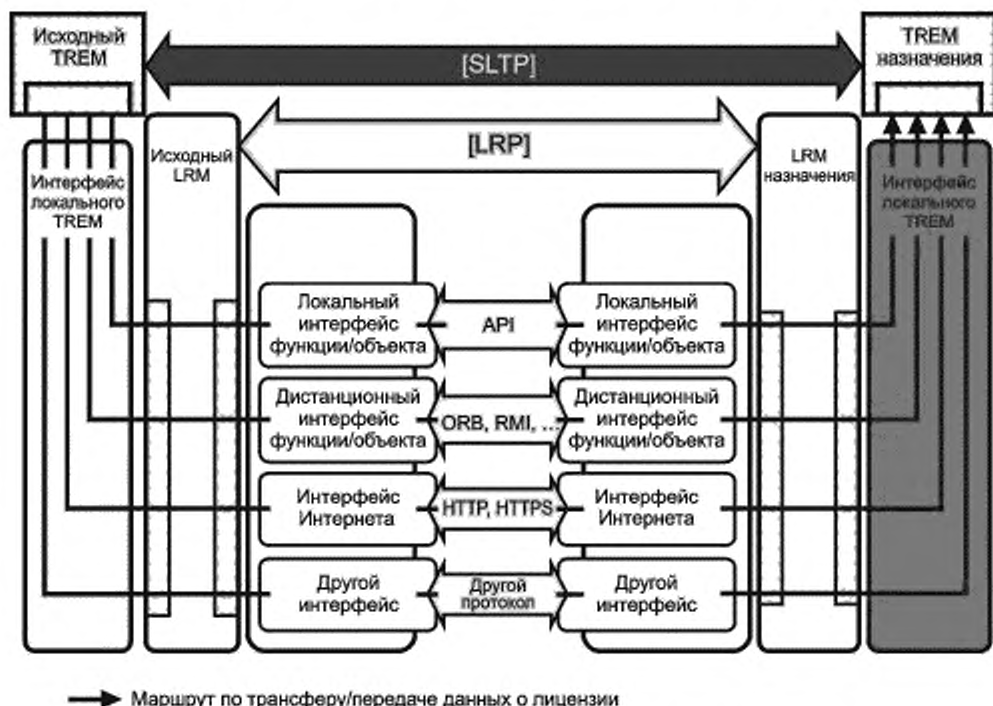 Исходный
TREM
[SLTP]
TREM
назначения
Исходный
LRM
[LRP]
LRM
назначения
Интерфейс
локального
TREM
Интерфейс
локального
TREM
Локальный
интерфейс
функции/объекта
API
Локальный
интерфейс
функции/объекта
Дистанционный
интерфейс
функции/объекта
ORB, RMI, ...
Дистанционный
интерфейс
функции/объекта
Интерфейс
Интернета
HTTP, HTTPS
Интерфейс
Интернета
Другой
интерфейс
Другой
протокол
Другой
интерфейс
Маршрут по трансферу/передаче данных о лицензии